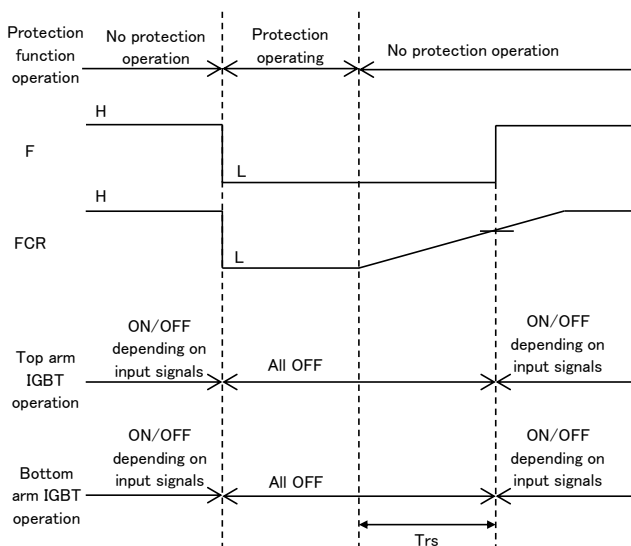 Protection
function
operation
No protection
operation
Protection
operating
No protection operation
H
F
L
H
FCR
L
Top arm
IGBT
operation
ON/OFF
depending on
input signals
All OFF
ON/OFF
depending on
input signals
Bottom
arm IGBT
operation
ON/OFF
depending on
input signals
All OFF
ON/OFF
depending on
input signals
Trs